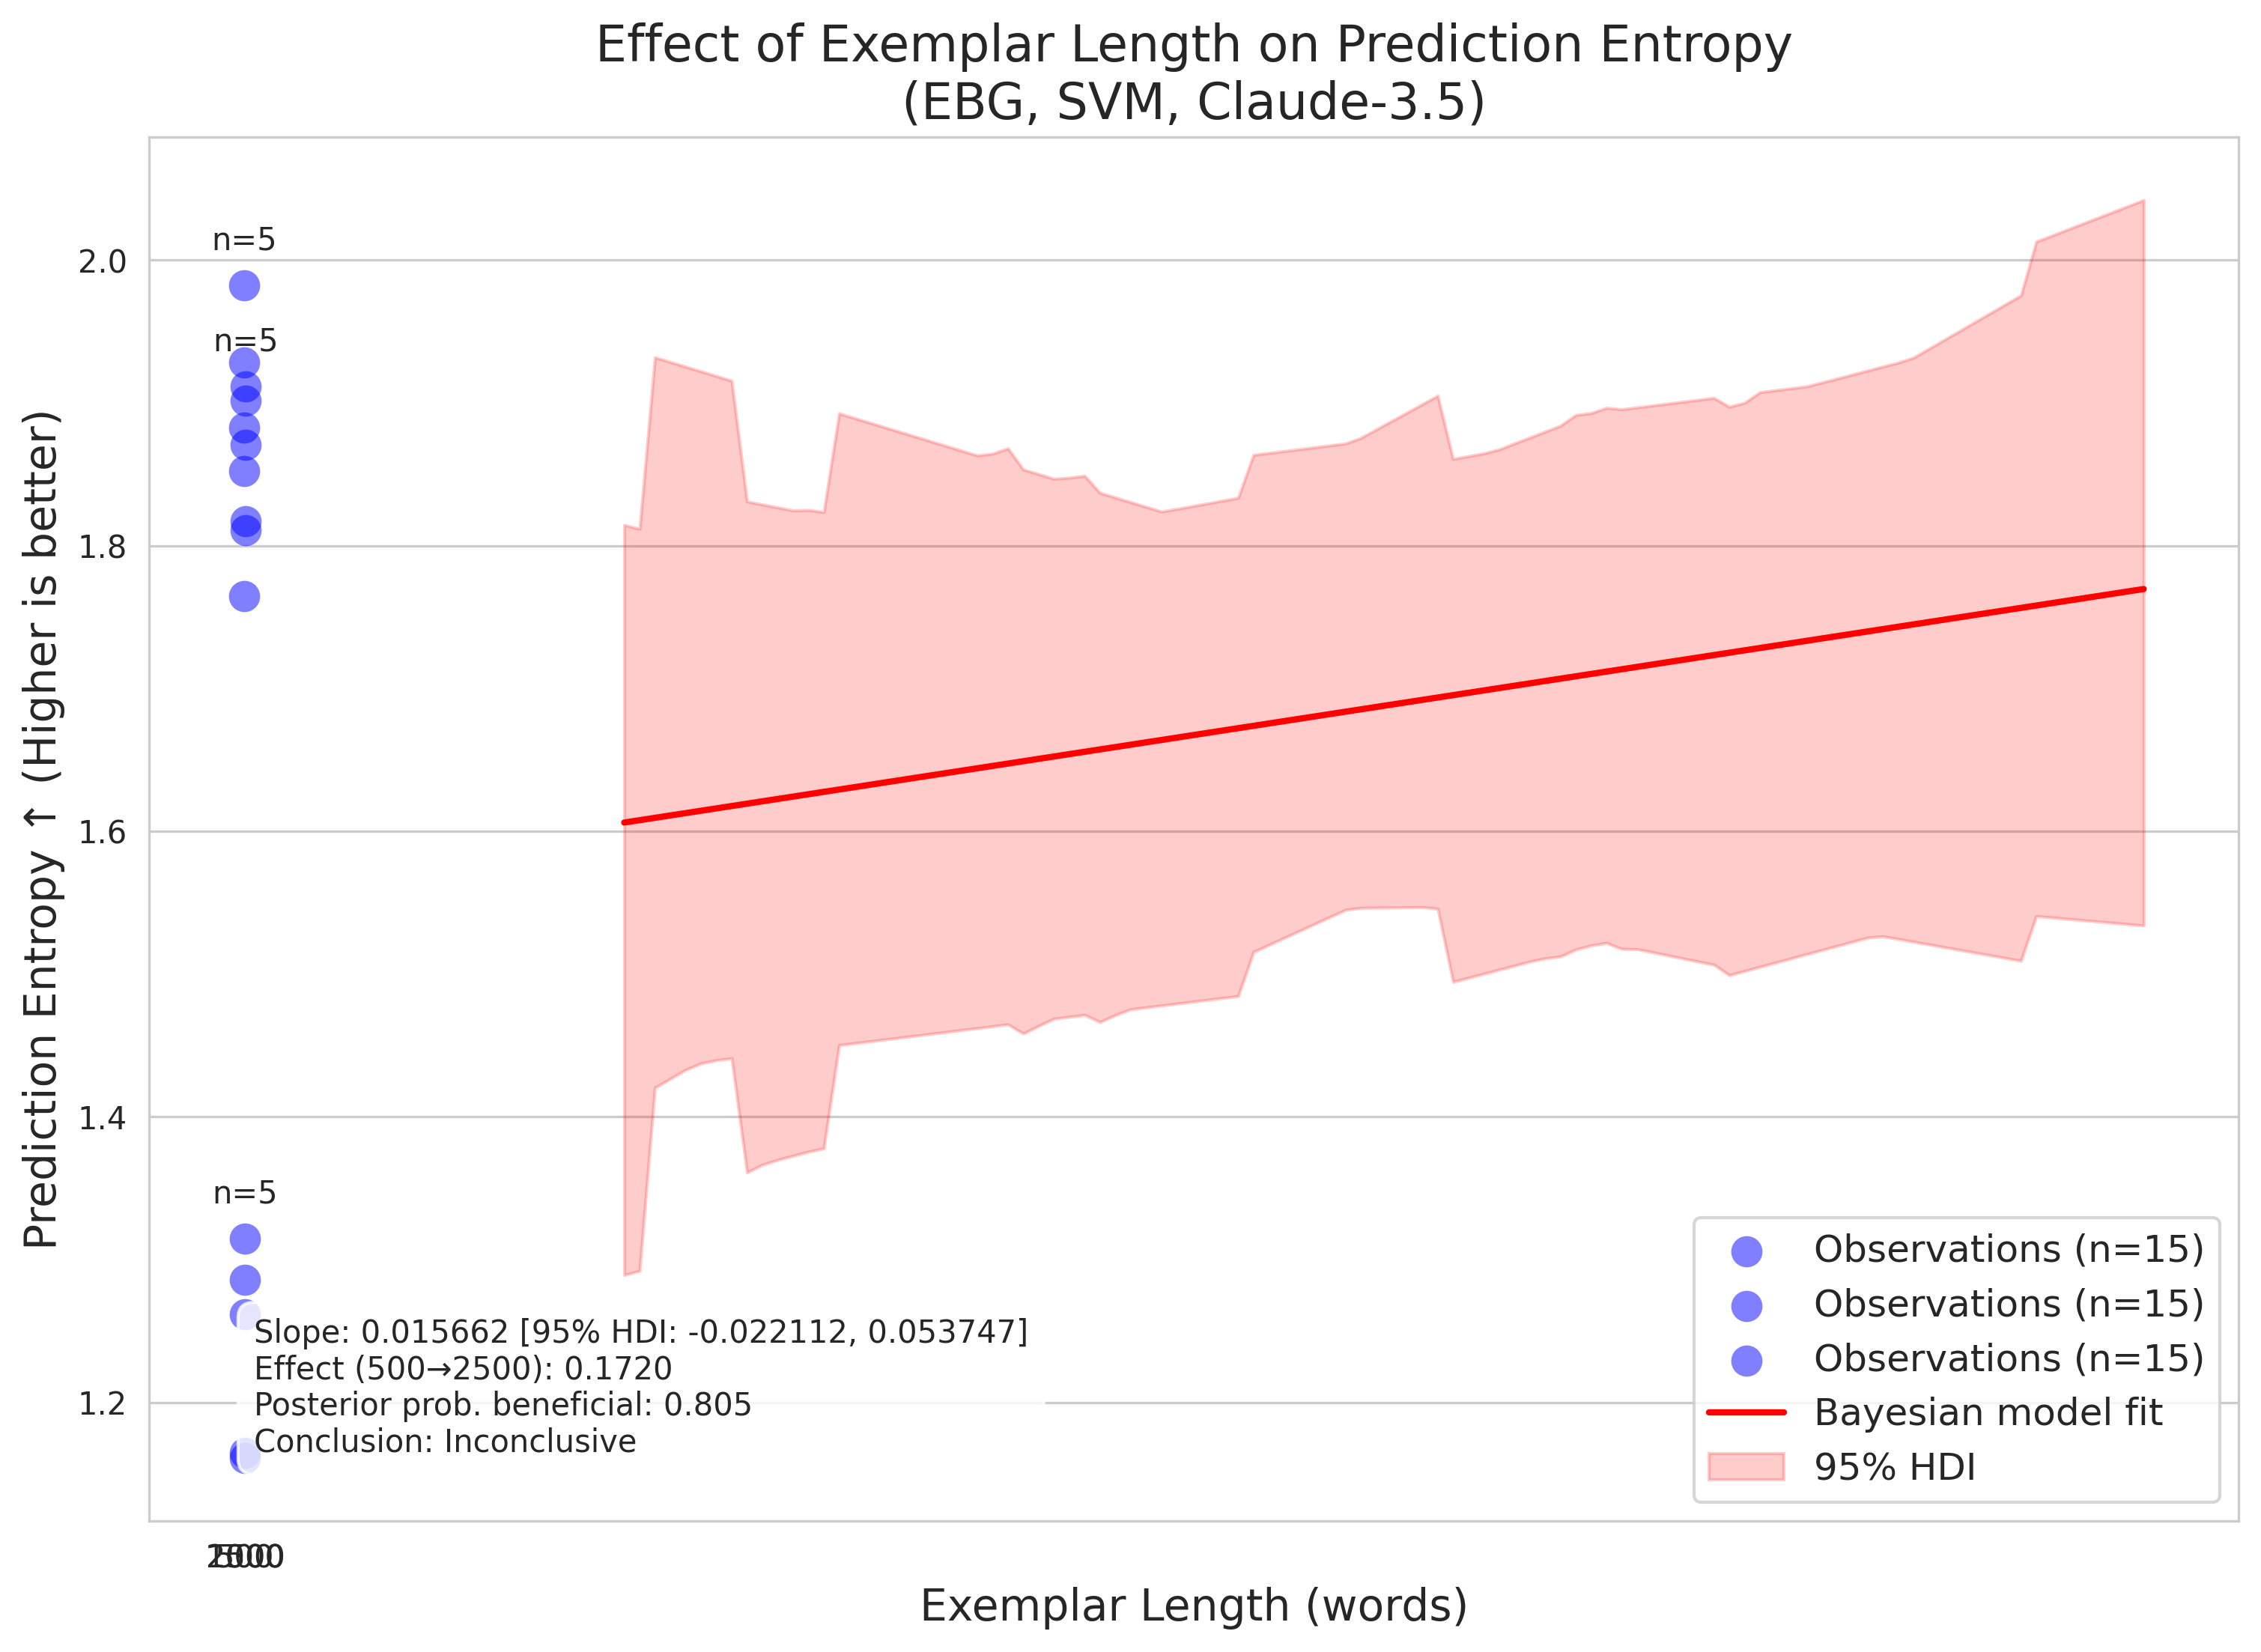 Effect of Exemplar Length on Prediction Entropy
(EBG, SVM, Claude-3.5)
Prediction Entropy ↑ (Higher is better)
2.0
1.8
1.6
1.4
1.2
n=5
n=5
n=5
Slope: 0.015662 [95% HDI: -0.022112, 0.053747]
Effect (500→2500): 0.1720
Posterior prob. beneficial: 0.805
Conclusion: Inconclusive
Observations (n=15)
Observations (n=15)
Observations (n=15)
Bayesian model fit
95% HDI
Exemplar Length (words)